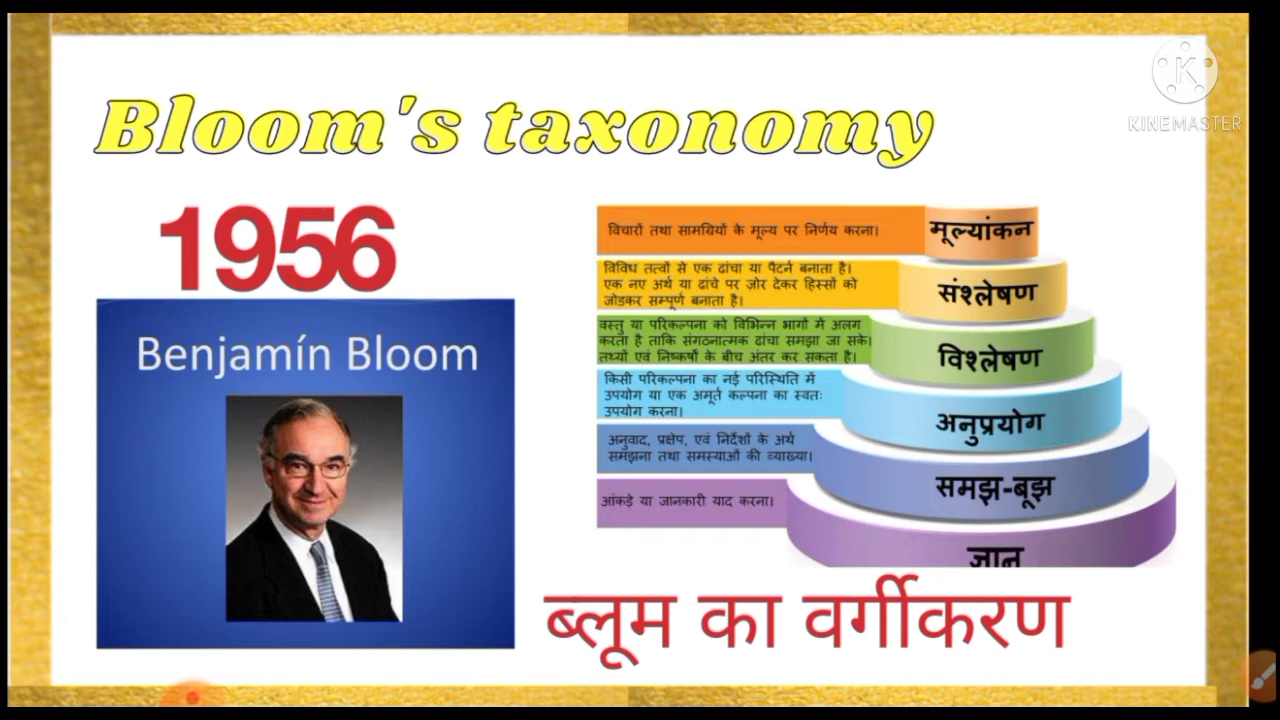 Bloom's taxonomy
KINEMASTER
1956
Benjamín Bloom
विचारों तथा सामग्रियों के मूल्य पर निर्णय करना।
मूल्यांकन
विविध तत्वों से एक ढांचा या पैटर्न बनाता है।
एक नए अर्थ या ढांचे पर ज़ोर देकर हिस्सों को
जोड़कर सम्पूर्ण बनाता है।
संश्लेषण
वस्तु या परिकल्पना को विभिन्न भागों में अलग
करता है ताकि संगठनात्मक ढांचा समझा जा सके।
तथ्यों एवं निष्कर्षों के बीच अंतर कर सकता है।
विश्लेषण
किसी परिकल्पना का नई परिस्थिति में
उपयोग या एक अमूर्त कल्पना का स्वतः
उपयोग करना।
अनुप्रयोग
अनुवाद, प्रक्षेप, एवं निर्देशों के अर्थ
समझना तथा समस्याओं की व्याख्या।
समझ-बूझ
आंकड़े या जानकारी याद करना।
ज्ञान
ब्लूम का वर्गीकरण